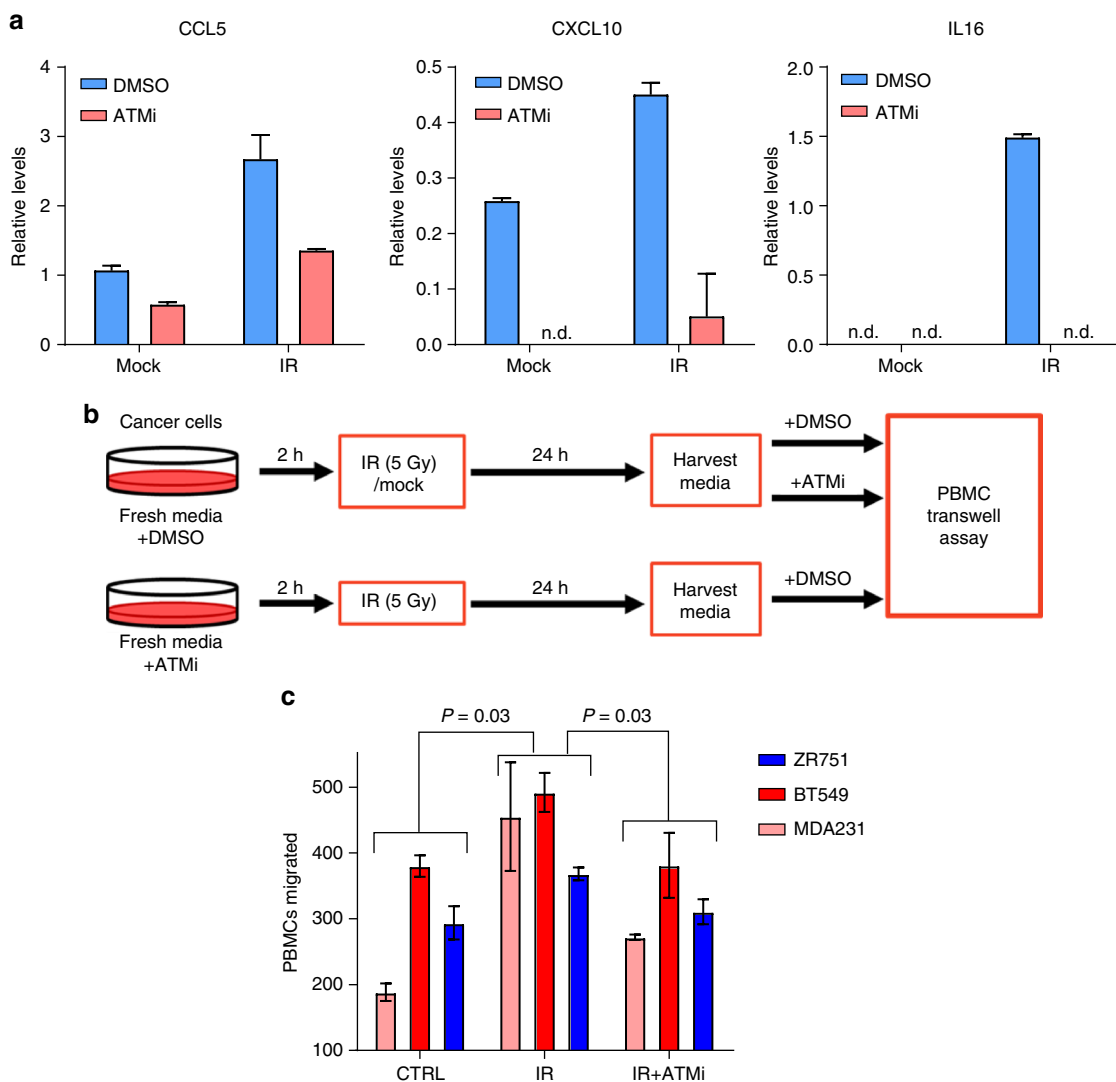 a
CCL5
CXCL10
IL16
4
3
2
1
0
Relative levels
DMSO
ATMi
Mock
IR
0.5
0.4
0.3
0.2
0.1
0.0
Relative levels
DMSO
ATMi
n.d.
Mock
IR
2.0
1.5
1.0
0.5
0.0
Relative levels
DMSO
ATMi
n.d.
n.d.
n.d.
Mock
IR
b
Cancer cells
Fresh media
+DMSO
2 h
IR (5 Gy)
/mock
24 h
Harvest
media
+DMSO
+ATMi
PBMC
transwell
assay
Fresh media
+ATMi
2 h
IR (5 Gy)
24 h
Harvest
media
+DMSO
c
P = 0.03
P = 0.03
ZR751
BT549
MDA231
500
400
300
200
100
PBMCs migrated
CTRL
IR
IR+ATMi